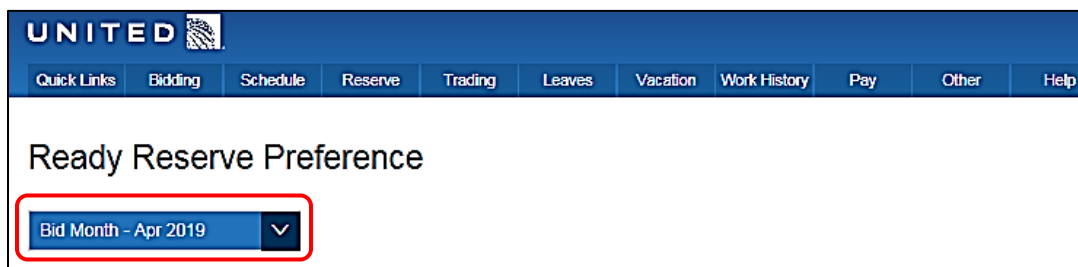 UNITED
Quick Links Bidding Schedule Reserve Trading Leaves Vacation Work History Pay Other Help
Ready Reserve Preference
Bid Month - Apr 2019